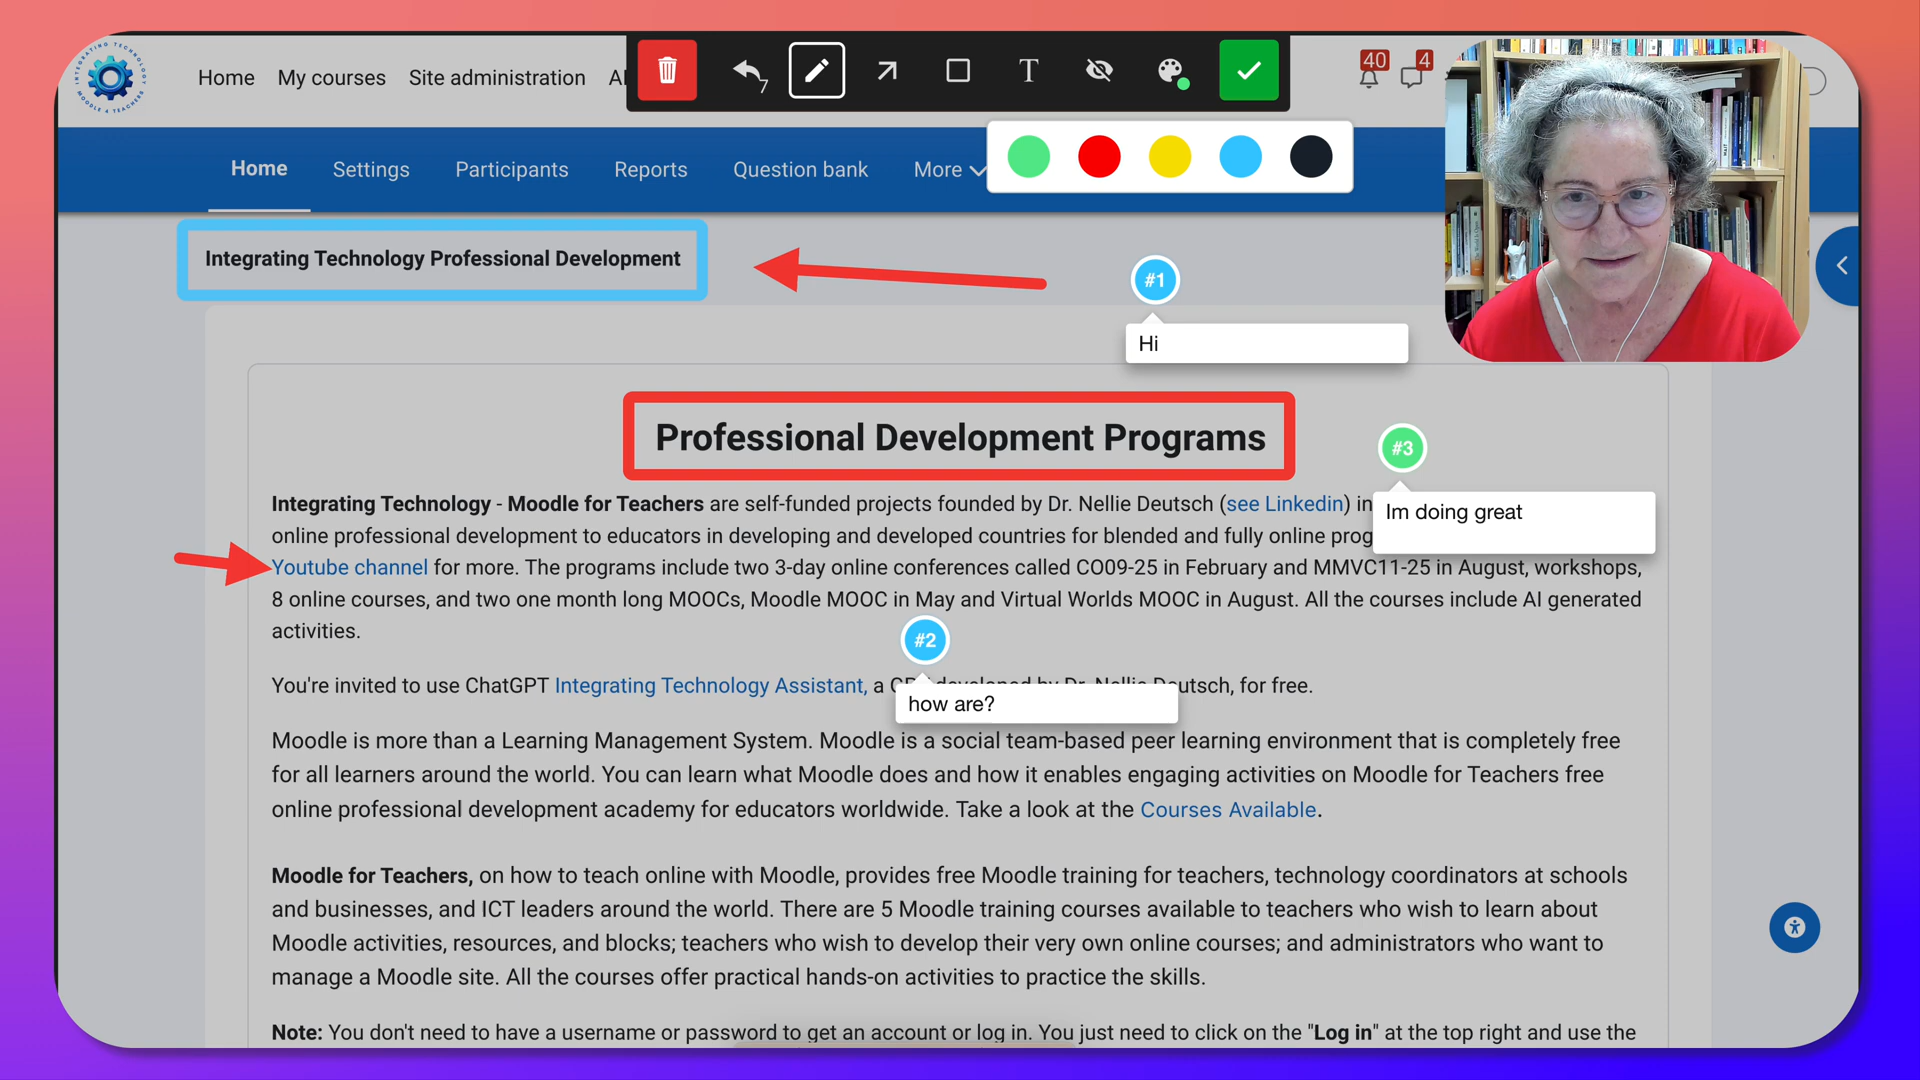 INTEGRATING TECHNOLOGY
MOODLE 4 TEACHERS
Home My courses Site administration
7
T
40
4
Home Settings Participants Reports Question bank More
Integrating Technology Professional Development
#1
Hi
Professional Development Programs
#3
Im doing great
Integrating Technology - Moodle for Teachers are self-funded projects founded by Dr. Nellie Deutsch (see Linkedin) in
online professional development to educators in developing and developed countries for blended and fully online prog
Youtube channel for more. The programs include two 3-day online conferences called CO09-25 in February and MMVC11-25 in August, workshops,
8 online courses, and two one month long MOOCs, Moodle MOOC in May and Virtual Worlds MOOC in August. All the courses include AI generated
activities.
#2
how are?
You're invited to use ChatGPT Integrating Technology Assistant, a GPT developed by Dr. Nellie Deutsch, for free.
Moodle is more than a Learning Management System. Moodle is a social team-based peer learning environment that is completely free
for all learners around the world. You can learn what Moodle does and how it enables engaging activities on Moodle for Teachers free
online professional development academy for educators worldwide. Take a look at the Courses Available.
Moodle for Teachers, on how to teach online with Moodle, provides free Moodle training for teachers, technology coordinators at schools
and businesses, and ICT leaders around the world. There are 5 Moodle training courses available to teachers who wish to learn about
Moodle activities, resources, and blocks; teachers who wish to develop their very own online courses; and administrators who want to
manage a Moodle site. All the courses offer practical hands-on activities to practice the skills.
Note: You don't need to have a username or password to get an account or log in. You just need to click on the "Log in" at the top right and use the